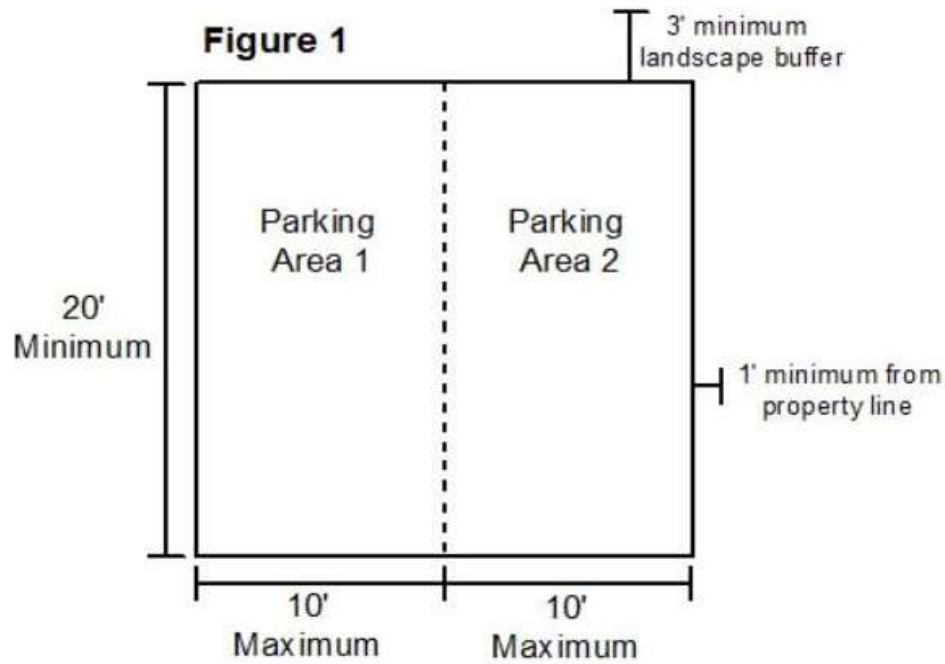 Figure 1
3' minimum
landscape buffer
Parking
Area 1
Parking
Area 2
20'
Minimum
1' minimum from
property line
10'
Maximum
10'
Maximum